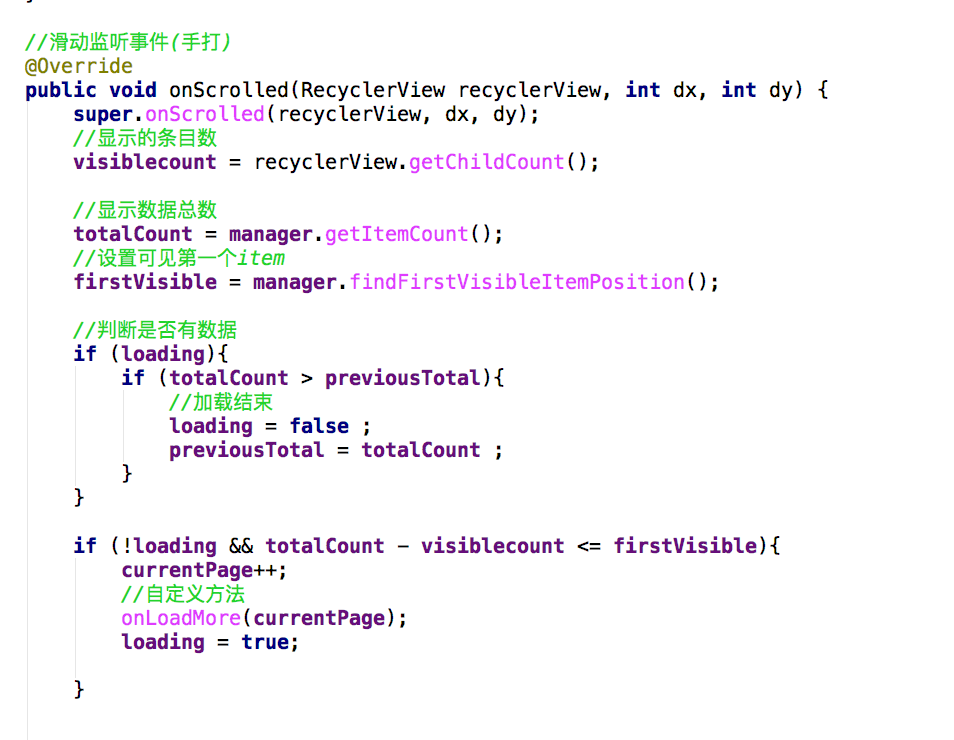 }
//滑动监听事件(手打)
@Override
public void onScrolled(RecyclerView recyclerView, int dx, int dy) {
super.onScrolled(recyclerView, dx, dy);
//显示的条目数
visiblecount = recyclerView.getChildCount();
//显示数据总数
totalCount = manager.getItemCount();
//设置可见第一个item
firstVisible = manager.findFirstVisibleItemPosition();
//判断是否有数据
if (loading){
if (totalCount > previousTotal){
//加载结束
loading = false ;
previousTotal = totalCount ;
}
}
if (!loading && totalCount - visiblecount <= firstVisible){
currentPage++;
//自定义方法
onLoadMore(currentPage);
loading = true;
}